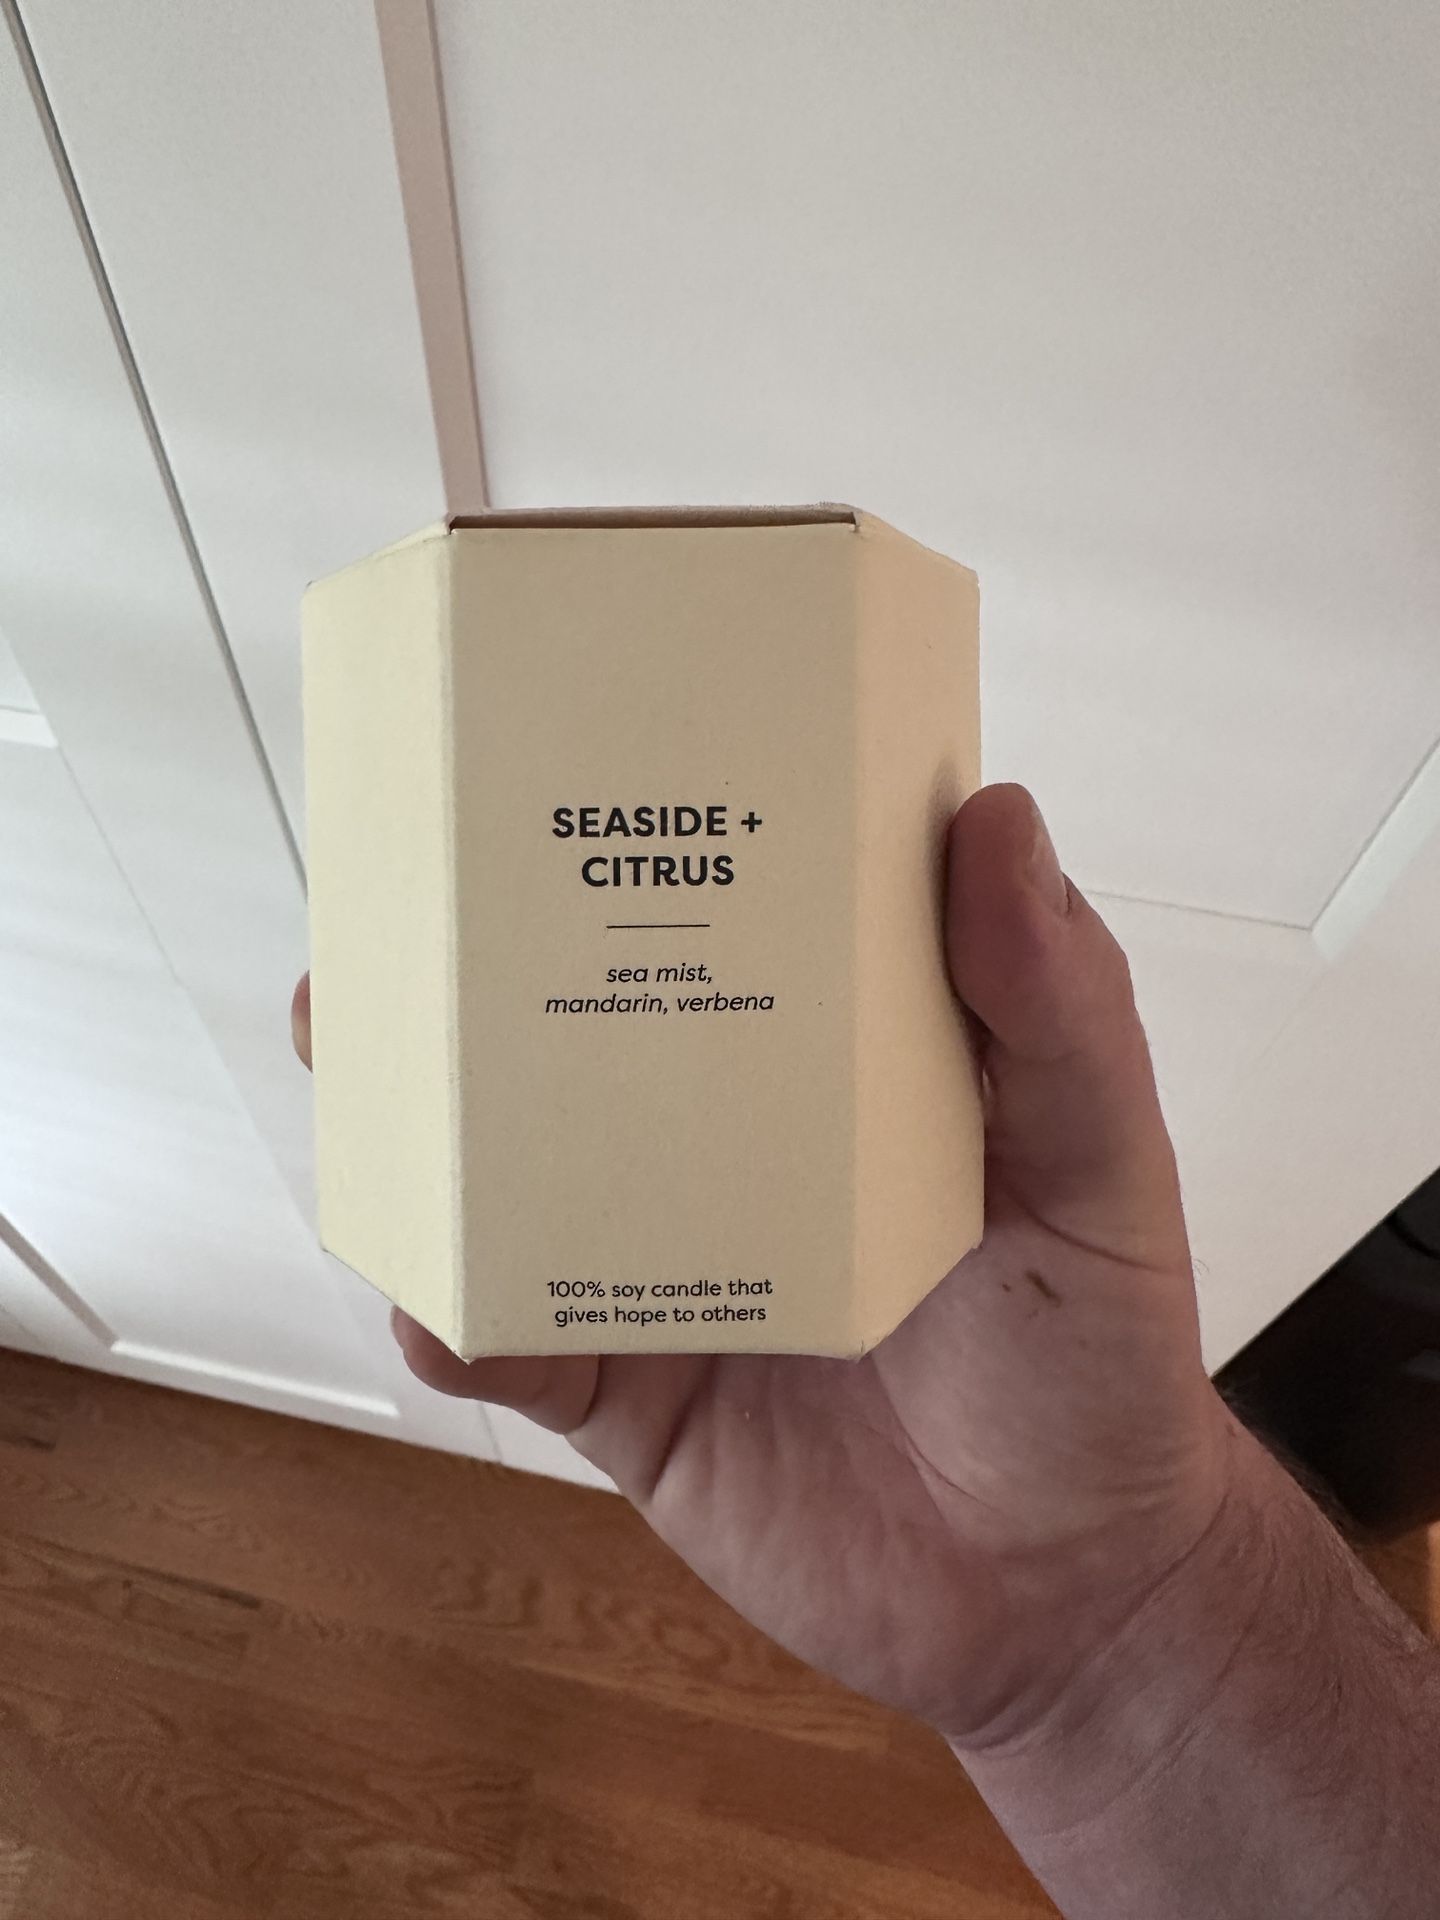 SEASIDE +
CITRUS
sea mist,
mandarin, verbena
100% soy candle that
gives hope to others